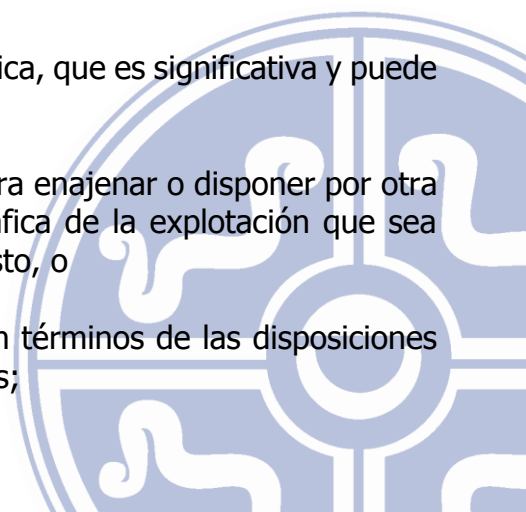 ica, que es significativa y puede
ra enajenar o disponer por otra
áfica de la explotación que sea
sto, o
n términos de las disposiciones
s;